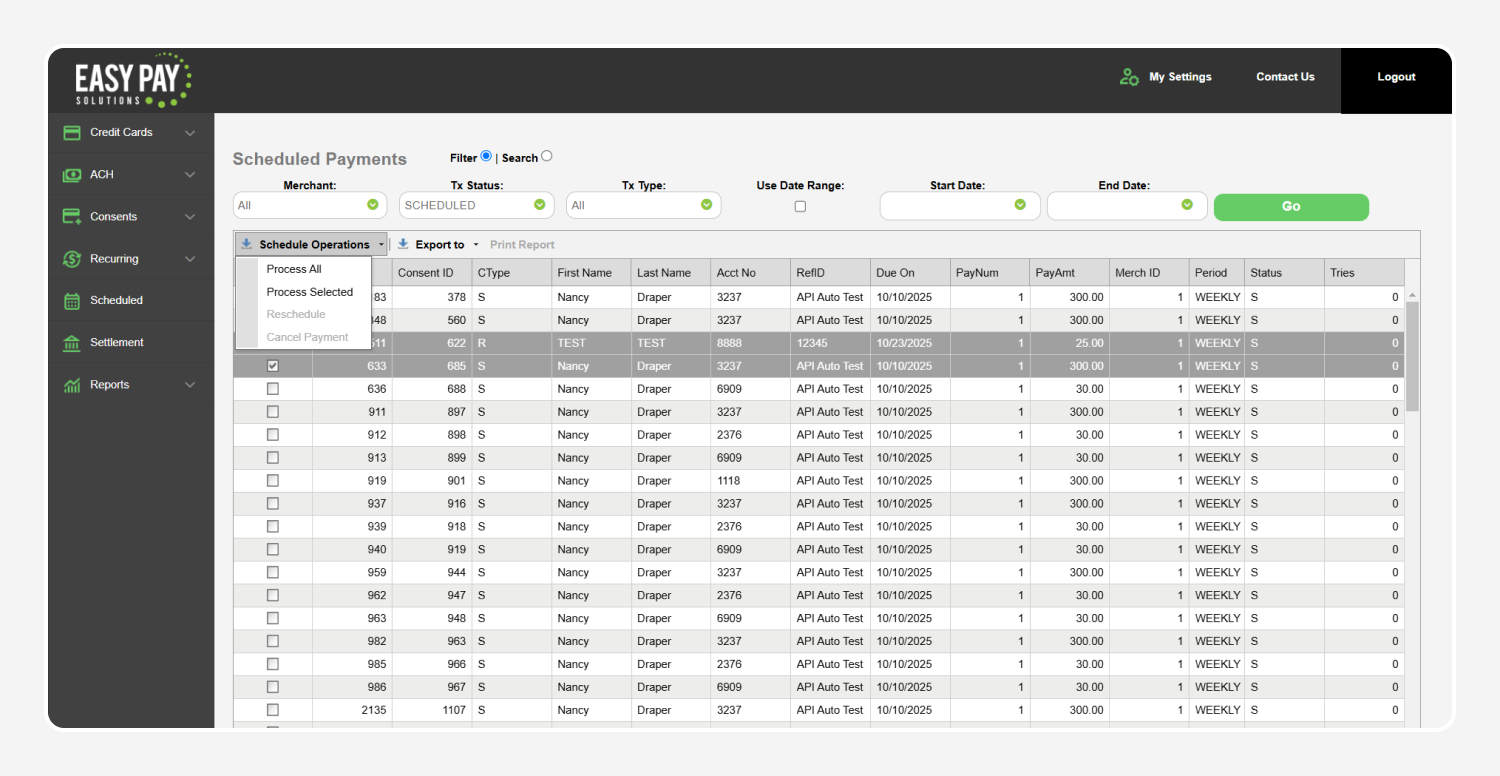 EASY PAY
SOLUTIONS
My Settings Contact Us Logout
Credit Cards
ACH
Consents
Recurring
Scheduled
Settlement
Reports
Scheduled Payments Filter | Search
Merchant: Tx Status: Tx Type: Use Date Range: Start Date: End Date:
All SCHEDULED All Go
Schedule Operations | Export to Print Report
Process All
Process Selected
Reschedule
Cancel Payment
Consent ID CType First Name Last Name Acct No RefID Due On PayNum PayAmt Merch ID Period Status Tries
83 378 S Nancy Draper 3237 API Auto Test 10/10/2025 1 300.00 1 WEEKLY S 0
560 S Nancy Draper 3237 API Auto Test 10/10/2025 1 300.00 1 WEEKLY S 0
622 R TEST TEST 8888 12345 10/23/2025 1 25.00 1 WEEKLY S 0
633 685 S Nancy Draper 3237 API Auto Test 10/10/2025 1 300.00 1 WEEKLY S 0
636 688 S Nancy Draper 6909 API Auto Test 10/10/2025 1 30.00 1 WEEKLY S 0
911 897 S Nancy Draper 3237 API Auto Test 10/10/2025 1 300.00 1 WEEKLY S 0
912 898 S Nancy Draper 2376 API Auto Test 10/10/2025 1 30.00 1 WEEKLY S 0
913 899 S Nancy Draper 6909 API Auto Test 10/10/2025 1 30.00 1 WEEKLY S 0
919 901 S Nancy Draper 1118 API Auto Test 10/10/2025 1 300.00 1 WEEKLY S 0
937 916 S Nancy Draper 3237 API Auto Test 10/10/2025 1 300.00 1 WEEKLY S 0
939 918 S Nancy Draper 2376 API Auto Test 10/10/2025 1 30.00 1 WEEKLY S 0
940 919 S Nancy Draper 6909 API Auto Test 10/10/2025 1 30.00 1 WEEKLY S 0
959 944 S Nancy Draper 3237 API Auto Test 10/10/2025 1 300.00 1 WEEKLY S 0
962 947 S Nancy Draper 2376 API Auto Test 10/10/2025 1 30.00 1 WEEKLY S 0
963 948 S Nancy Draper 6909 API Auto Test 10/10/2025 1 30.00 1 WEEKLY S 0
982 963 S Nancy Draper 3237 API Auto Test 10/10/2025 1 300.00 1 WEEKLY S 0
985 966 S Nancy Draper 2376 API Auto Test 10/10/2025 1 30.00 1 WEEKLY S 0
986 967 S Nancy Draper 6909 API Auto Test 10/10/2025 1 30.00 1 WEEKLY S 0
2135 1107 S Nancy Draper 3237 API Auto Test 10/10/2025 1 300.00 1 WEEKLY S 0